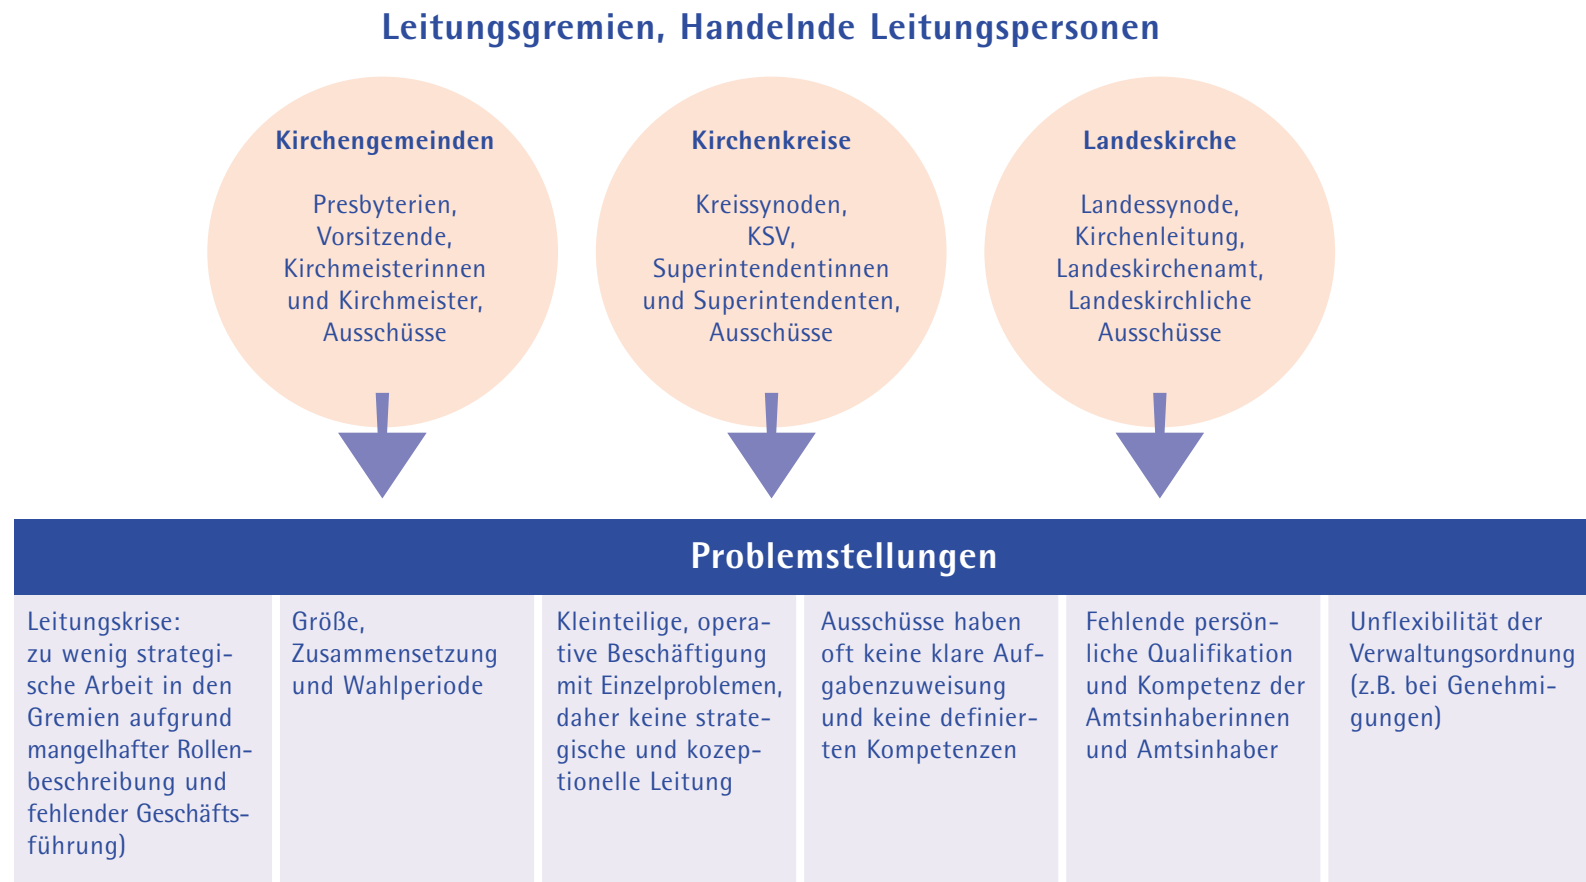 Leitungsgremien, Handelnde Leitungspersonen
Kirchengemeinden
Presbyterien,
Vorsitzende,
Kirchmeisterinnen
und Kirchmeister,
Ausschüsse
Kirchenkreise
Kreissynoden,
KSV,
Superintendentinnen
und Superintendenten,
Ausschüsse
Landeskirche
Landessynode,
Kirchenleitung,
Landeskirchenamt,
Landeskirchliche
Ausschüsse
Problemstellungen
Leitungskrise:
zu wenig strategi-
sche Arbeit in den
Gremien aufgrund
mangelhafter Rollen-
beschreibung und
fehlender Geschäfts-
führung)
Größe,
Zusammensetzung
und Wahlperiode
Kleinteilige, opera-
tive Beschäftigung
mit Einzelproblemen,
daher keine strate-
gische und kozep-
tionelle Leitung
Ausschüsse haben
oft keine klare Auf-
gabenzuweisung
und keine definier-
ten Kompetenzen
Fehlende persön-
liche Qualifikation
und Kompetenz der
Amtsinhaberinnen
und Amtsinhaber
Unflexibilität der
Verwaltungsordnung
(z.B. bei Genehmi-
gungen)